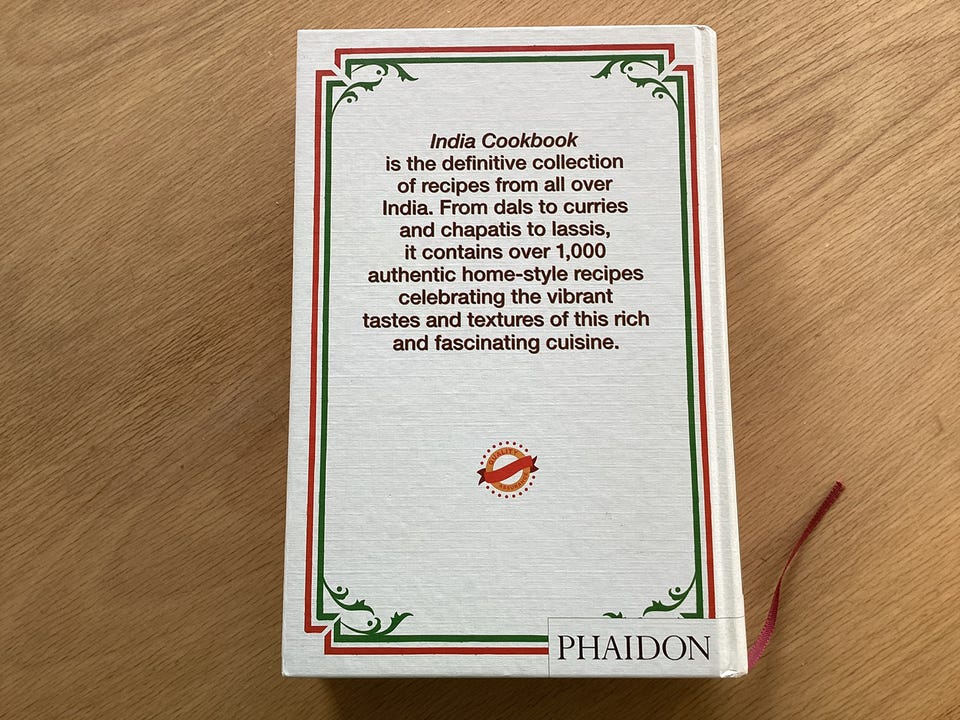 India Cookbook
is the definitive collection
of recipes from all over
India. From dals to curries
and chapatis to lassis,
it contains over 1,000
authentic home-style recipes
celebrating the vibrant
tastes and textures of this rich
and fascinating cuisine.
QUALITY
ASSURANCE
PHAIDON